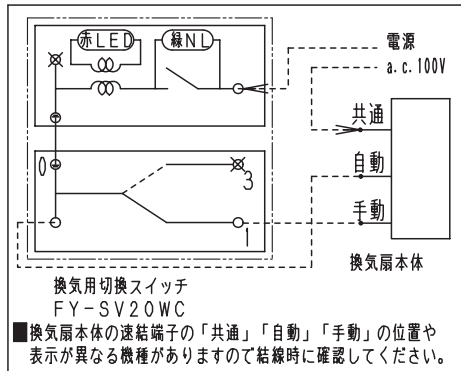 赤LED
緑NL
電源
a.c.100V
共通
自動
手動
0
3
1
換気扇本体
換気用切換スイッチ
FY-SV20WC
■換気扇本体の速結端子の「共通」「自動」「手動」の位置や
表示が異なる機種がありますので結線時に確認してください。